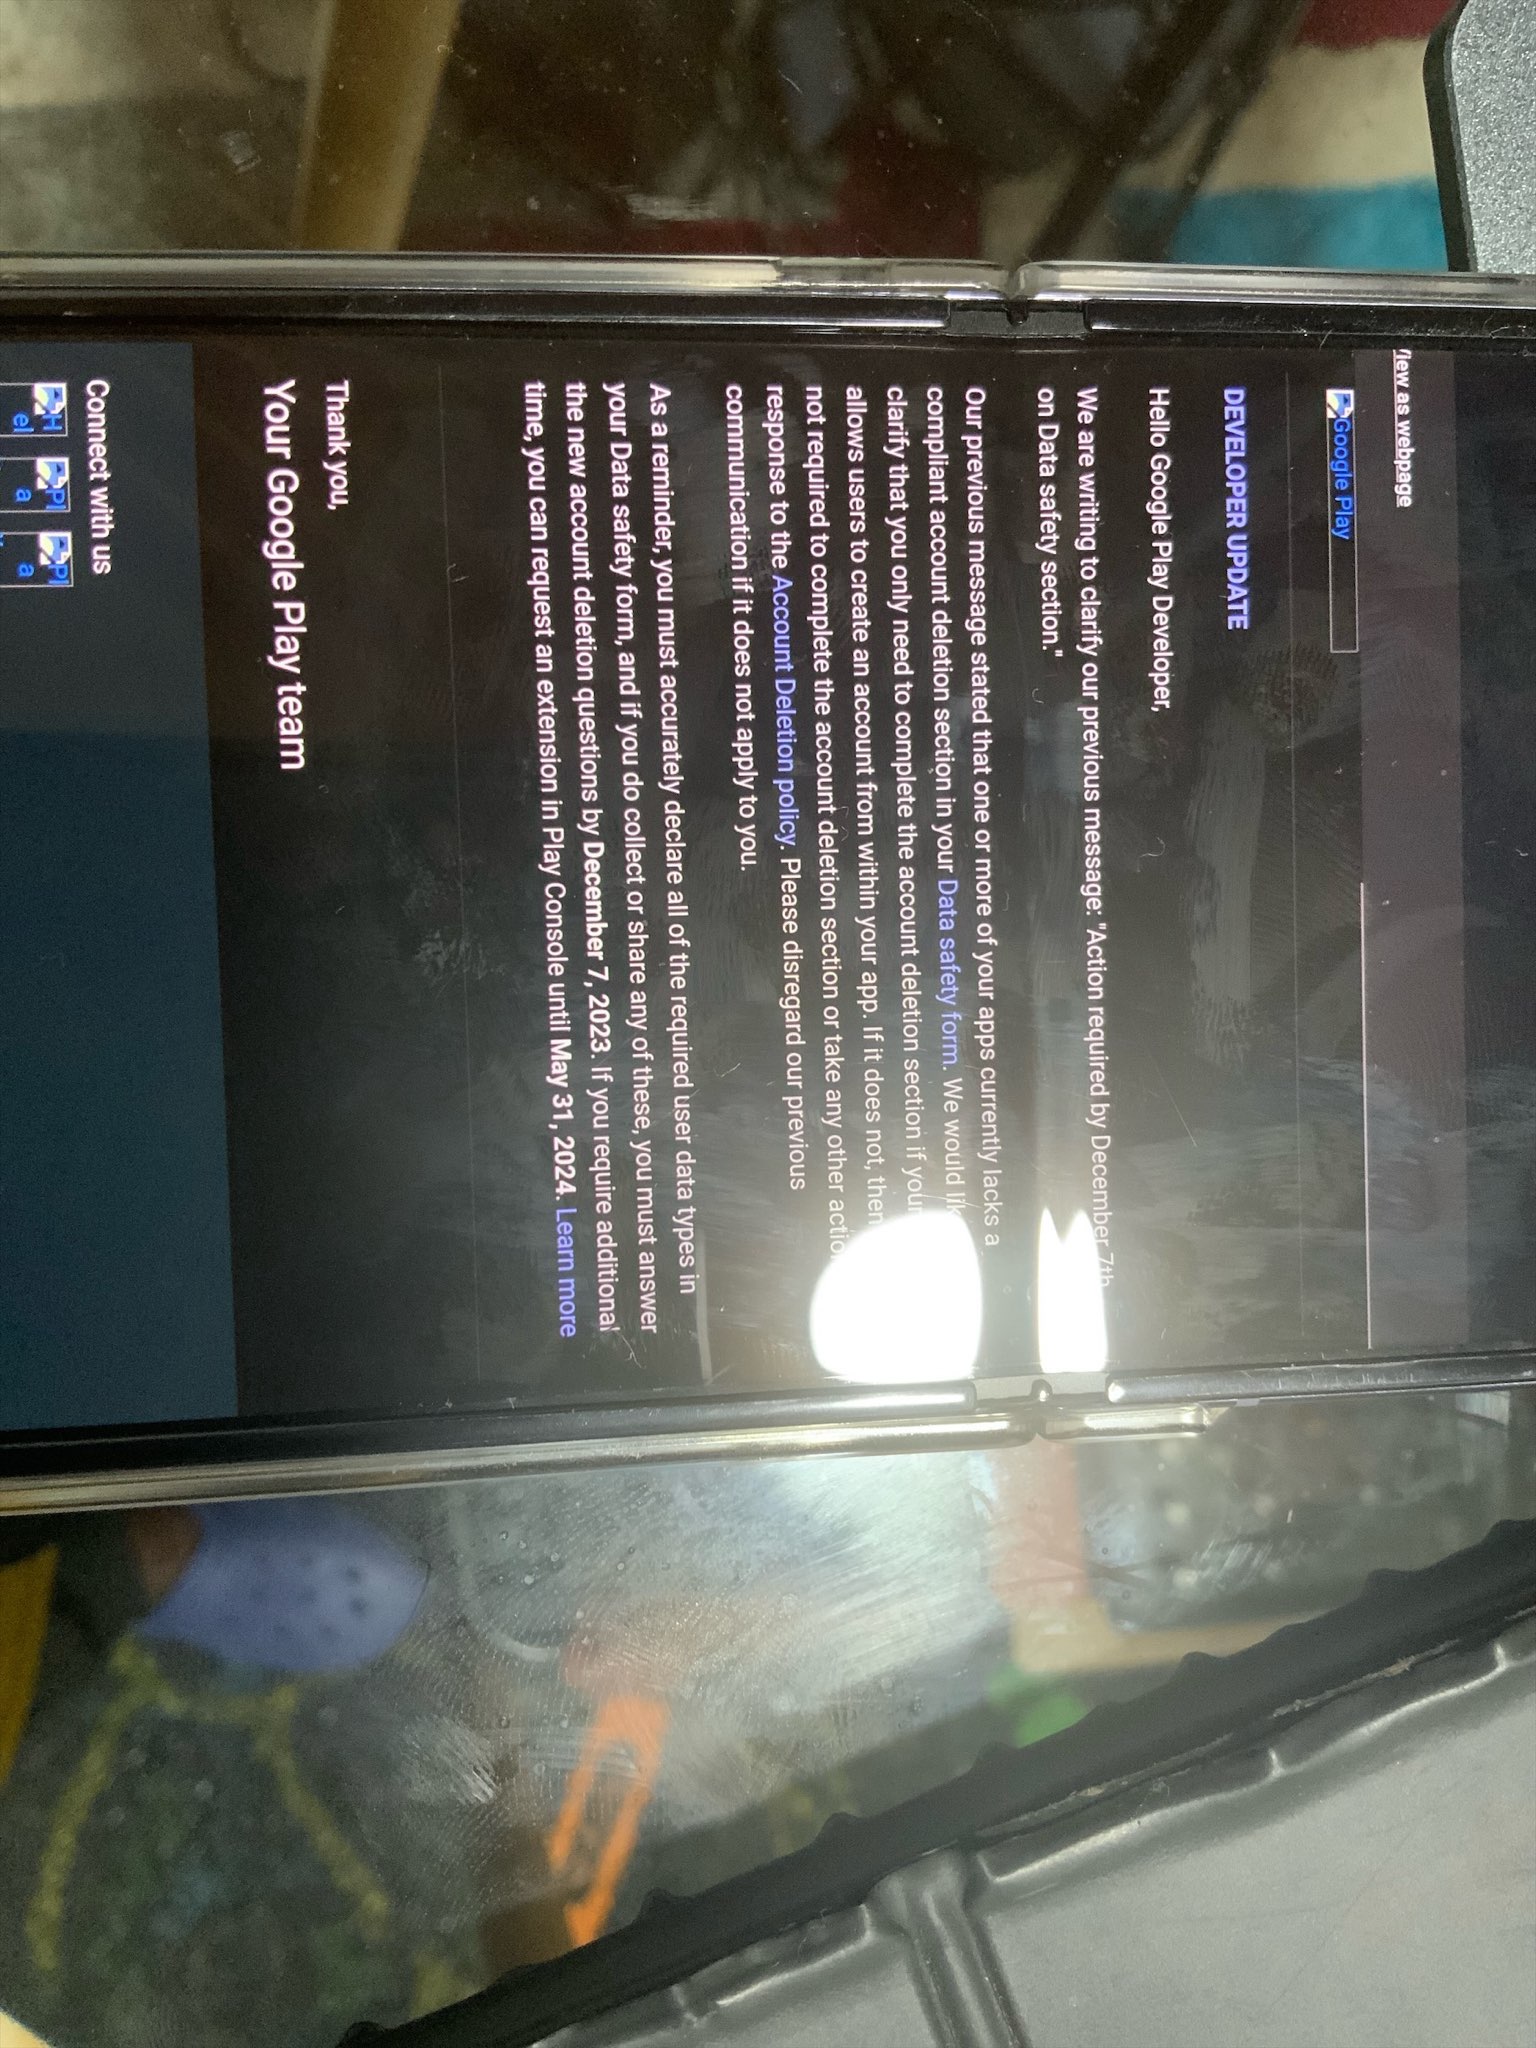 View as webpage
Google Play
DEVELOPER UPDATE
Hello Google Play Developer,
We are writing to clarify our previous message: "Action required by December 7th
on Data safety section."
Our previous message stated that one or more of your apps currently lacks a
compliant account deletion section in your Data safety form. We would
clarify that you only need to complete the account deletion section if your
allows users to create an account from within your app. If it does not, then
not required to complete the account deletion section or take any other
response to the Account Deletion policy. Please disregard our previous
communication if it does not apply to you.
As a reminder, you must accurately declare all of the required user data types in
your Data safety form, and if you do collect or share any of these, you must answer
the new account deletion questions by December 7, 2023. If you require additional
time, you can request an extension in Play Console until May 31, 2024. Learn more
Thank you,
Your Google Play team
Connect with us
H Pl Pl
el a a